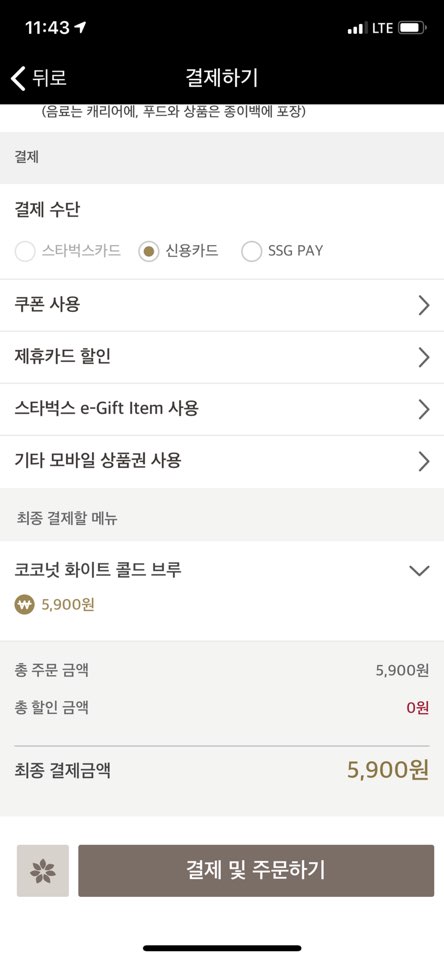 11:43 LTE
뒤로 결제하기
(음료는 캐리어에, 푸드와 상품은 종이백에 포장)
결제
결제 수단
스타벅스카드 신용카드 SSG PAY
쿠폰 사용
제휴카드 할인
스타벅스 e-Gift Item 사용
기타 모바일 상품권 사용
최종 결제할 메뉴
코코넛 화이트 콜드 브루
₩ 5,900원
총 주문 금액 5,900원
총 할인 금액 0원
최종 결제금액 5,900원
결제 및 주문하기